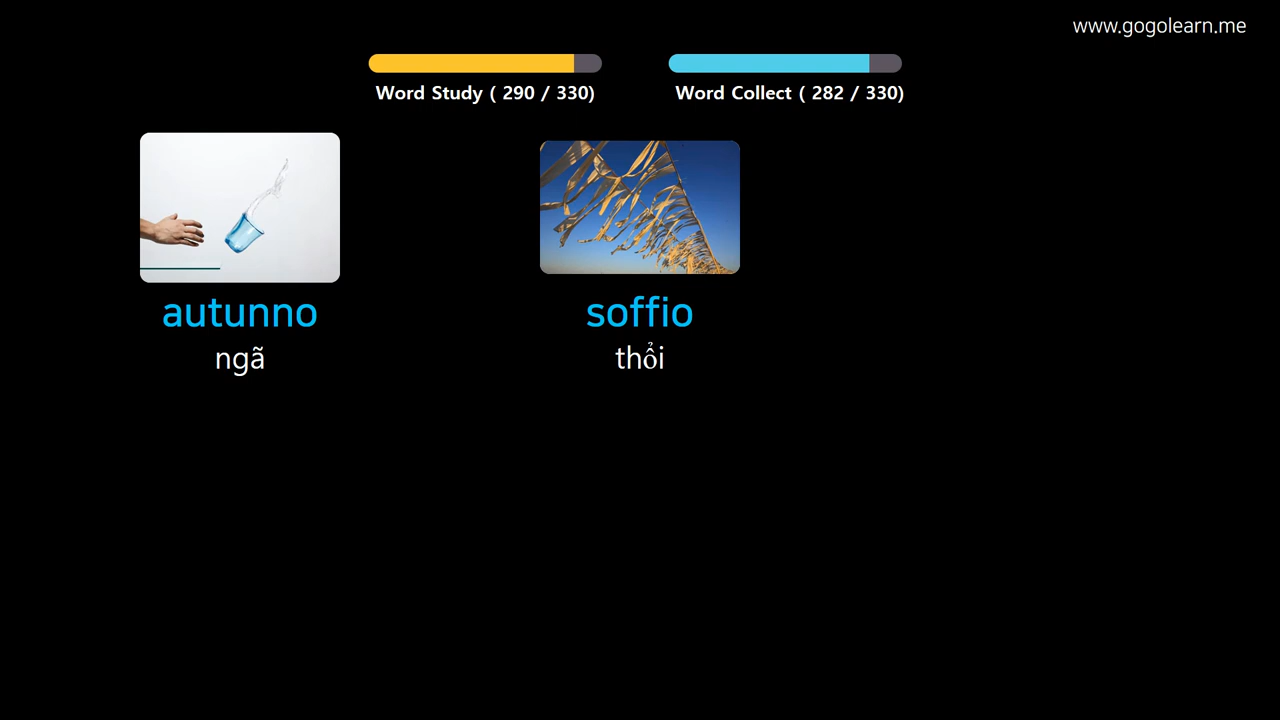 www.gogolearn.me
Word Study ( 290 / 330)
Word Collect ( 282 / 330)
autunno
soffio
ngã
thổi